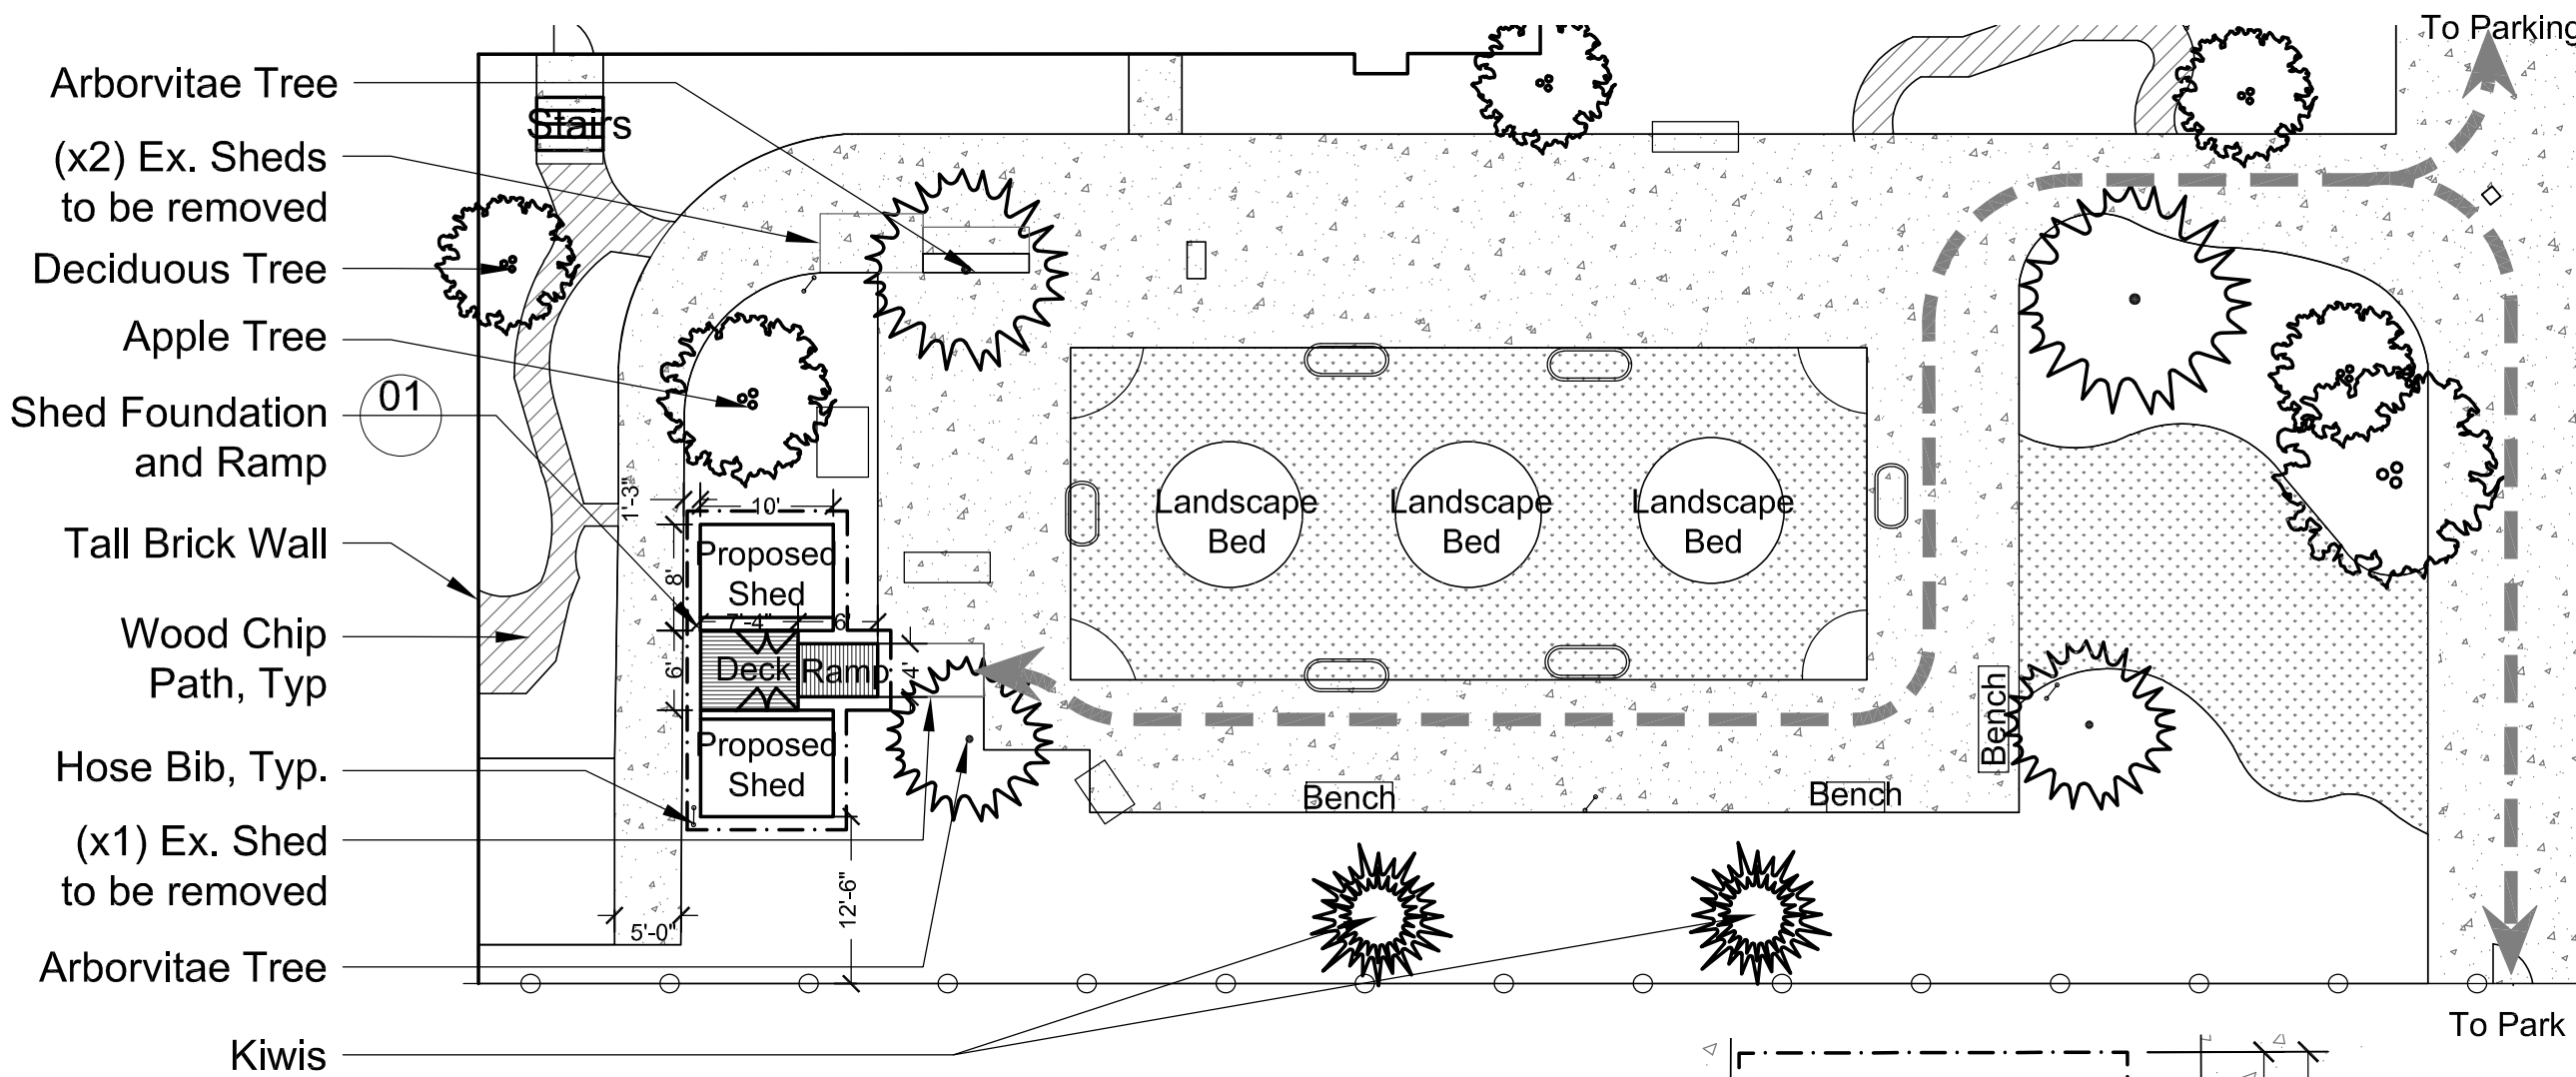 To Parking
Arborvitae Tree
Stairs
(x2) Ex. Sheds
to be removed
Deciduous Tree
Apple Tree
01
Shed Foundation
and Ramp
1'-3"
10'
Landscape
Bed
Landscape
Bed
Landscape
Bed
Tall Brick Wall
Proposed
Shed
8'
7'-4"
6'
Wood Chip
Path, Typ
6'
Deck
Ramp
4'
Bench
Proposed
Shed
Hose Bib, Typ.
Bench
Bench
(x1) Ex. Shed
to be removed
12'-6"
5'-0"
Arborvitae Tree
To Park
Kiwis